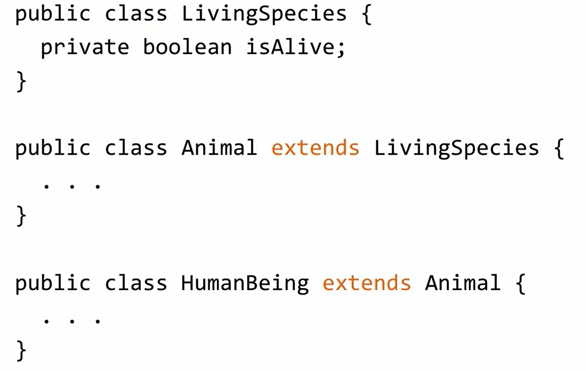 public class LivingSpecies {
  private boolean isAlive;
}
public class Animal extends LivingSpecies {
  . . .
}
public class HumanBeing extends Animal {
  . . .
}